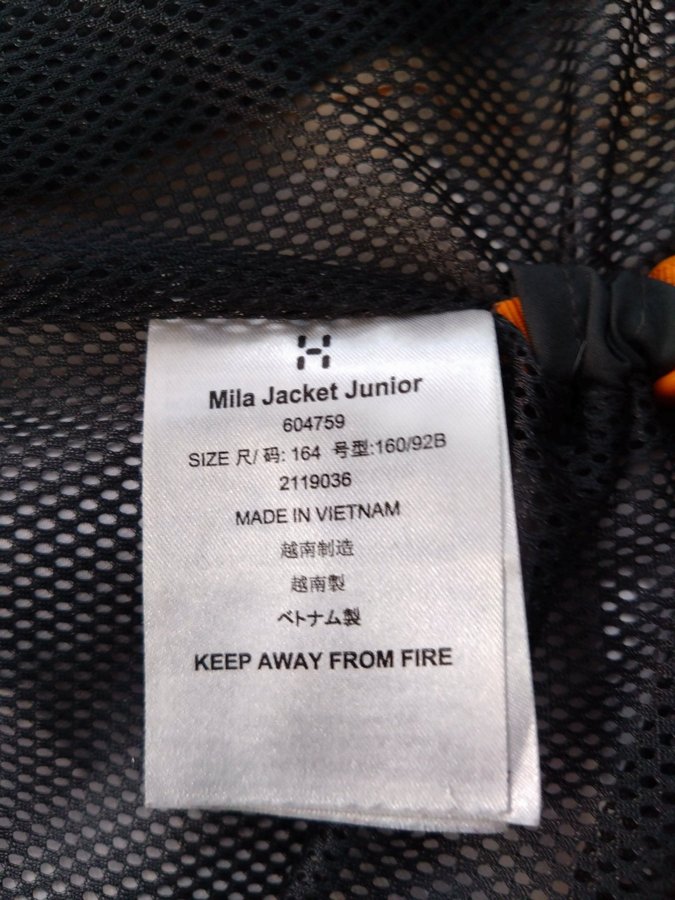 Mila Jacket Junior
604759
SIZE 尺/ 码: 164 号型:160/92B
2119036
MADE IN VIETNAM
越南制造
越南製
ベトナム製
KEEP AWAY FROM FIRE